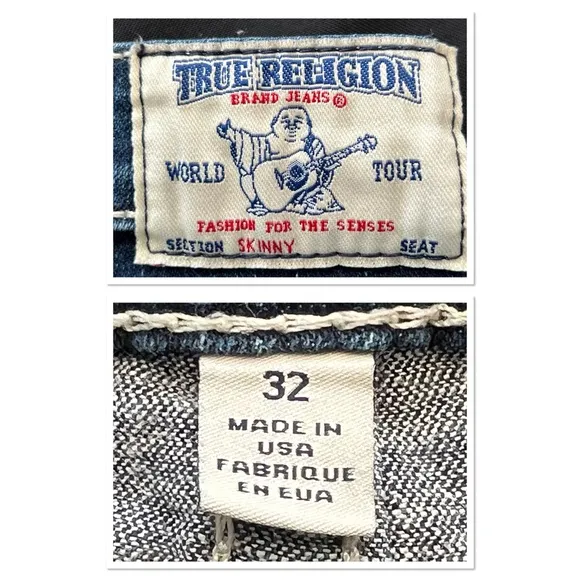 TRUE RELIGION
BRAND JEANS®
WORLD TOUR
FASHION FOR THE SENSES
SECTION SKINNY SEAT
32
MADE IN
USA
FABRIQUE
EN EUA